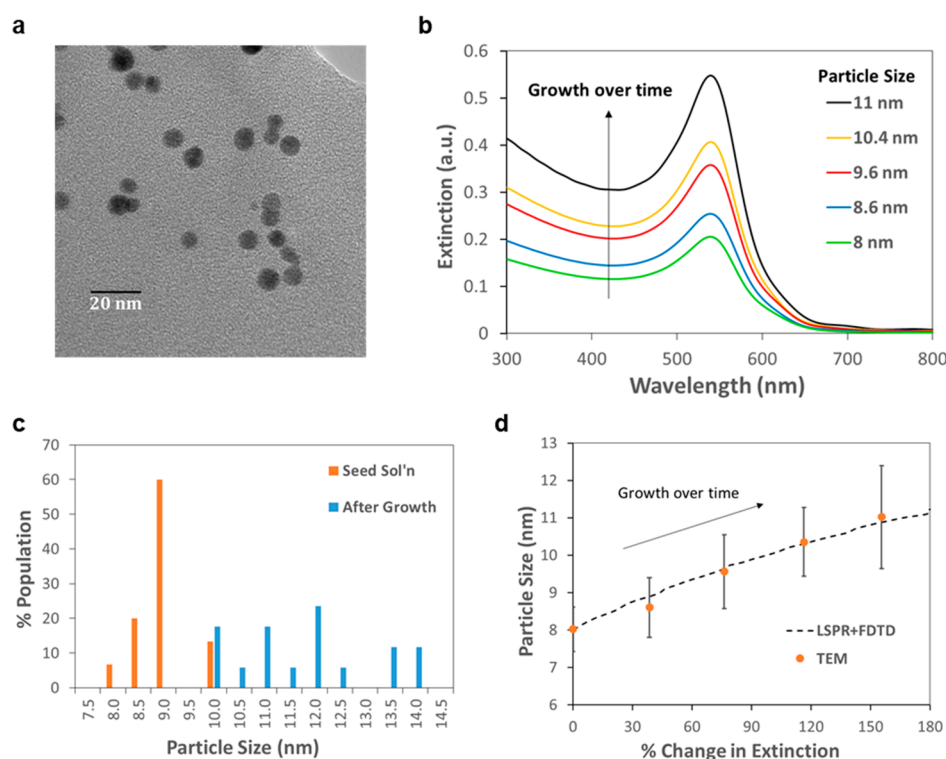 a
20 nm
b
0.6
0.5
0.4
0.3
0.2
0.1
0
Extinction (a.u.)
Growth over time
Particle Size
11 nm
10.4 nm
9.6 nm
8.6 nm
8 nm
300 400 500 600 700 800
Wavelength (nm)
c
70
60
50
40
30
20
10
0
% Population
Seed Sol'n
After Growth
7.5 8.0 8.5 9.0 10.0 10.5 11.0 11.5 12.0 12.5 13.5 14.0 14.5
Particle Size (nm)
d
13
12
11
10
9
8
7
6
Particle Size (nm)
Growth over time
LSPR+FDTD
TEM
0 30 60 90 120 150 180
% Change in Extinction